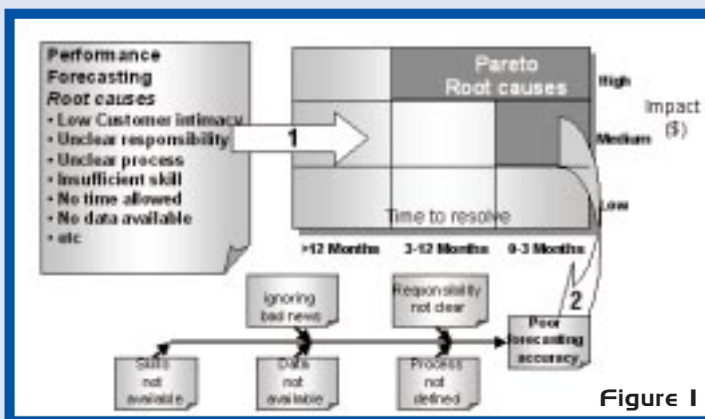 Performance
Forecasting
Root causes
• Low Customer intimacy
• Unclear responsibility
• Unclear process
• Insufficient skill
• No time allowed
• No data available
• etc
1
Pareto
Root causes
High
Medium
Low
Impact
($)
Time to resolve
>12 Months
3-12 Months
0-3 Months
2
ignoring
bad news
Responsibility
not clear
Poor
forecasting
accuracy
Skills
not
available
Data
not
available
Process
not
defined
Figure 1